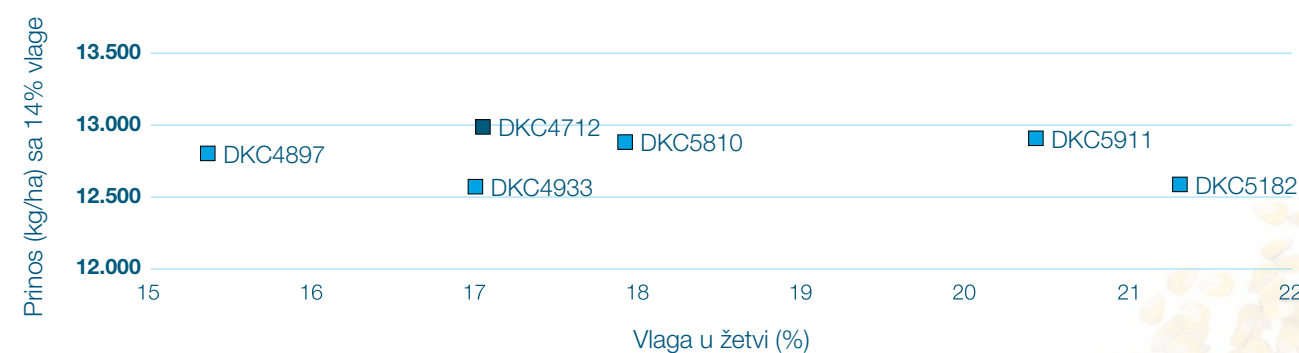 Prinos (kg/ha) sa 14% vlage
13.500
13.000
12.500
12.000
DKC4897
DKC4712
DKC4933
DKC5810
DKC5911
DKC5182
15 16 17 18 19 20 21 22
Vlaga u žetvi (%)